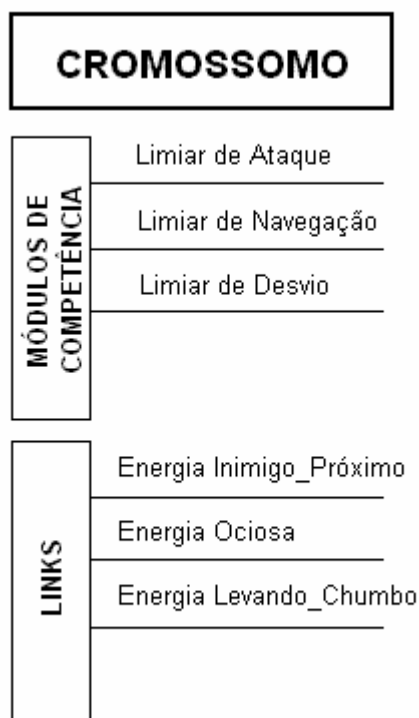 CROMOSSOMO
MÓDULOS DE
COMPETÊNCIA
Limiar de Ataque
Limiar de Navegação
Limiar de Desvio
LINKS
Energia Inimigo_Próximo
Energia Ociosa
Energia Levando_Chumbo